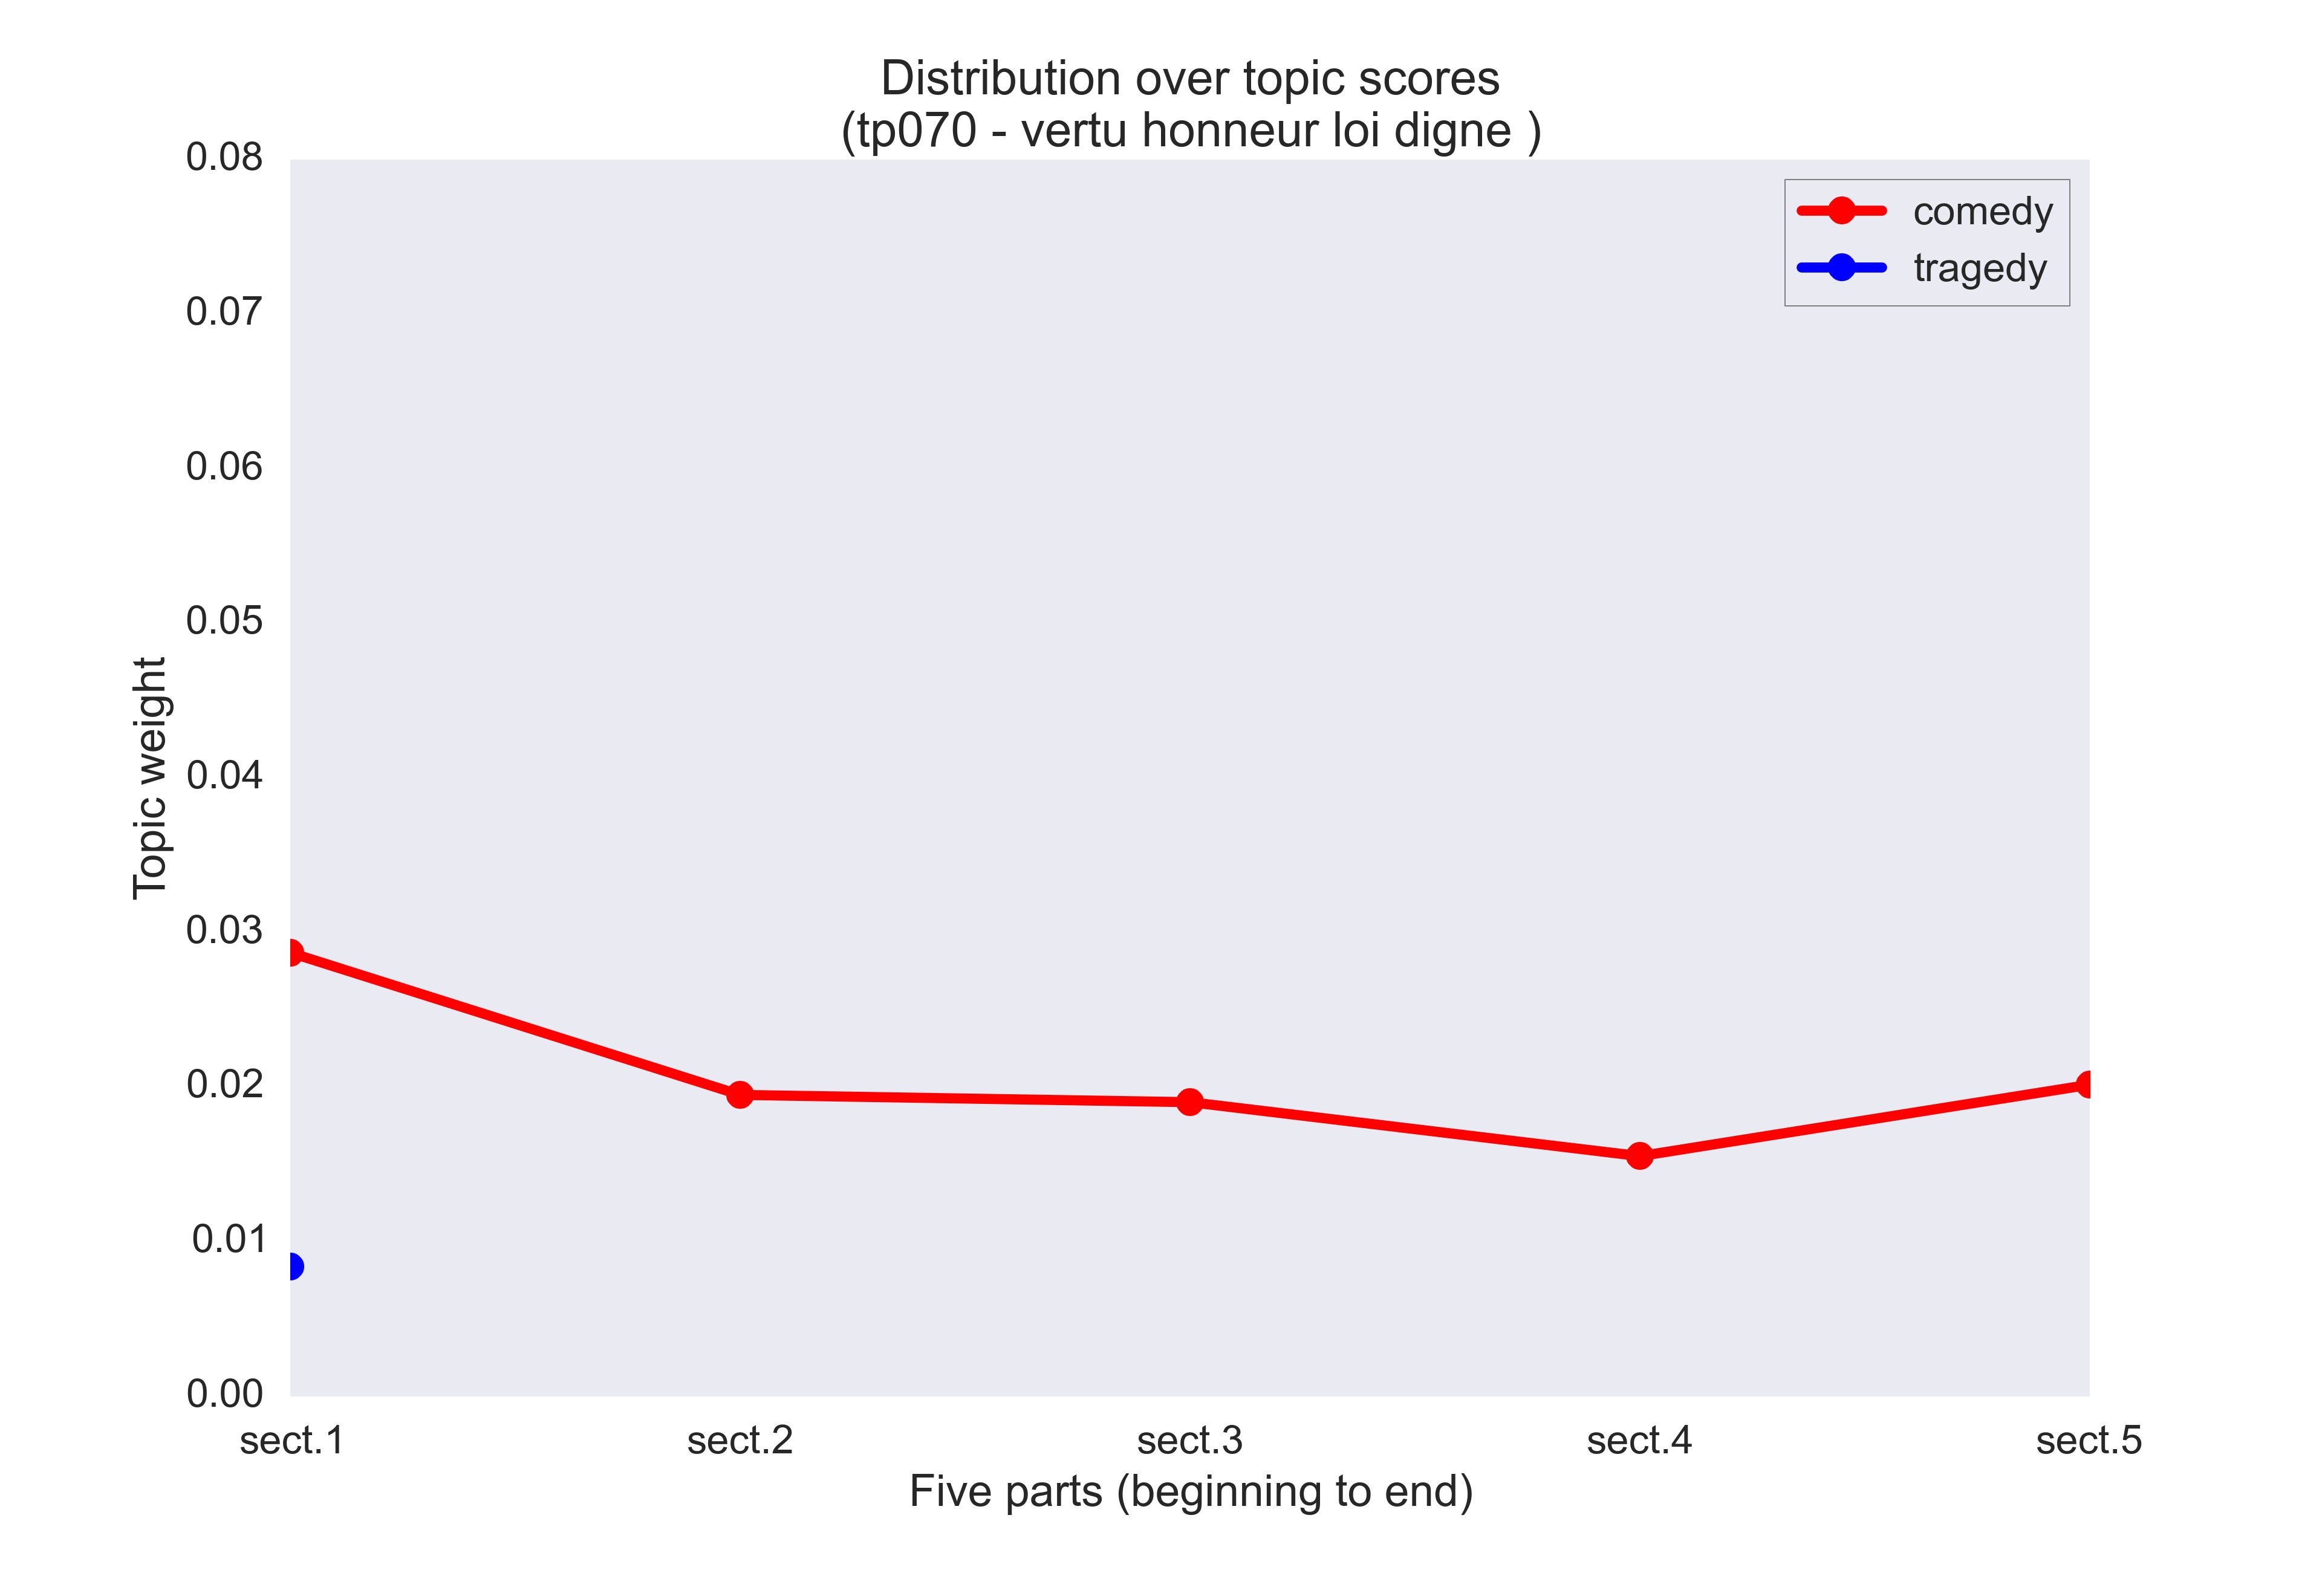 Distribution over topic scores
(tp070 - vertu honneur loi digne )
comedy
tragedy
0.08
0.07
0.06
0.05
0.04
0.03
0.02
0.01
0.00
Topic weight
sect.1 sect.2 sect.3 sect.4 sect.5
Five parts (beginning to end)